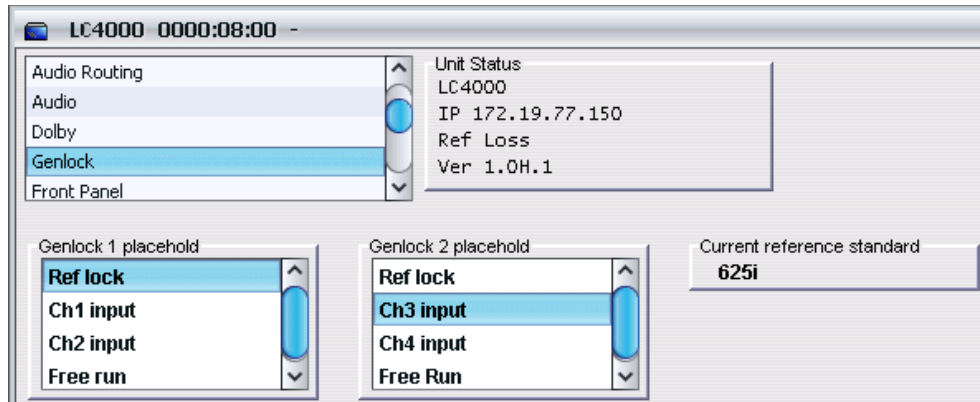 LC4000 0000:08:00 -
Audio Routing
Audio
Dolby
Genlock
Front Panel
Unit Status
LC4000
IP 172.19.77.150
Ref Loss
Ver 1.0H.1
Genlock 1 placehold
Ref lock
Ch1 input
Ch2 input
Free run
Genlock 2 placehold
Ref lock
Ch3 input
Ch4 input
Free Run
Current reference standard
625i